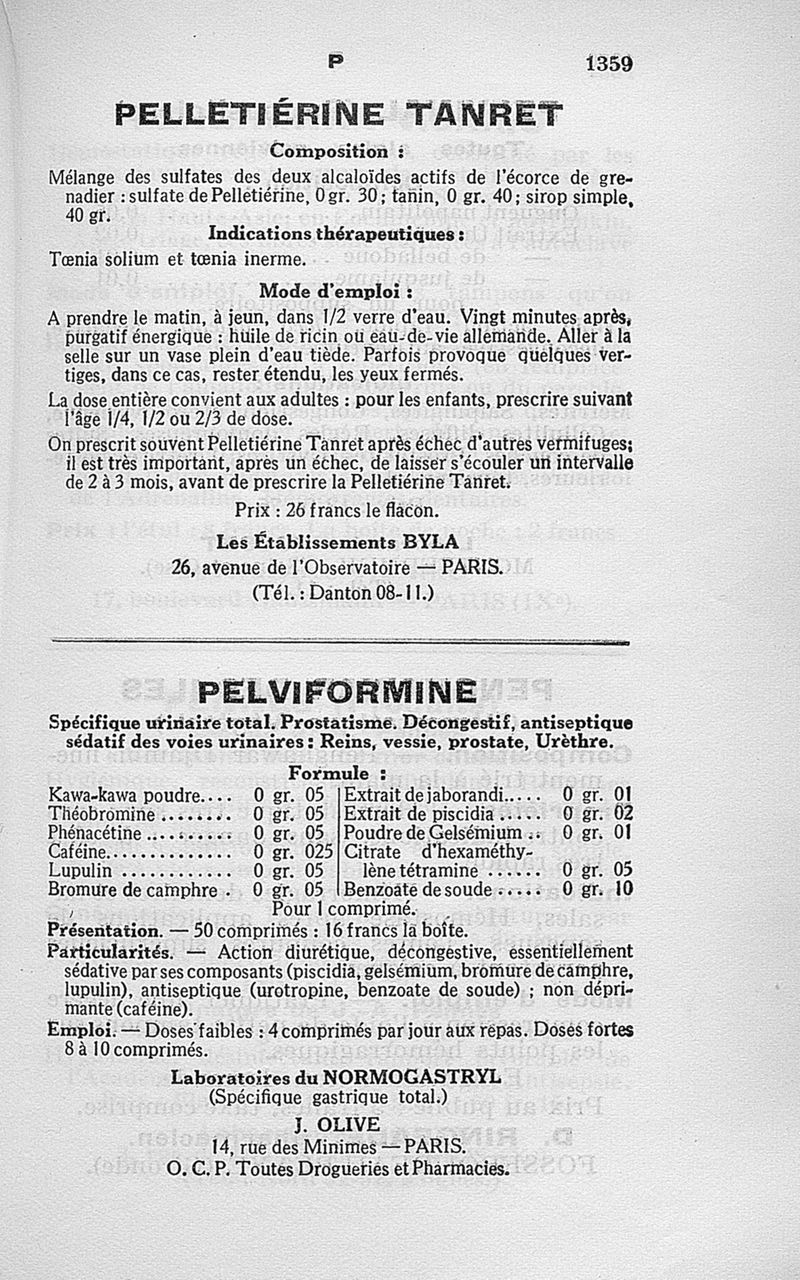 P 1359
PELLETIÉRINE TANRET
Composition :
Mélange des sulfates des deux alcaloïdes actifs de l'écorce de gre-
nadier : sulfate de Pelletiérine, 0 gr. 30; tanin, 0 gr. 40; sirop simple,
40 gr.
Indications thérapeutiques :
Tœnia solium et tœnia inerme.
Mode d'emploi :
A prendre le matin, à jeun, dans 1/2 verre d'eau. Vingt minutes après,
purgatif énergique : huile de ricin ou eau-de-vie allemande. Aller à la
selle sur un vase plein d'eau tiède. Parfois provoque quelques ver-
tiges, dans ce cas, rester étendu, les yeux fermés.
La dose entière convient aux adultes : pour les enfants, prescrire suivant
l'âge 1/4, 1/2 ou 2/3 de dose.
On prescrit souvent Pelletiérine Tanret après échec d'autres vermifuges;
il est très important, après un échec, de laisser s'écouler un intervalle
de 2 à 3 mois, avant de prescrire la Pelletiérine Tanret.
Prix : 26 francs le flacon.
Les Établissements BYLA
26, avenue de l'Observatoire — PARIS.
(Tél. : Danton 08-11.)
PELVIFORMINE
Spécifique urinaire total. Prostatisme. Décongestif, antiseptique
sédatif des voies urinaires : Reins, vessie, prostate, Urèthre.
Formule :
Kawa-kawa poudre.... 0 gr. 05 Extrait de jaborandi..... 0 gr. 01
Théobromine ........ 0 gr. 05 Extrait de piscidia ..... 0 gr. 02
Phénacétine .......... 0 gr. 05 Poudre de Gelsémium .. 0 gr. 01
Caféine............. 0 gr. 025 Citrate d'hexaméthy-
Lupulin ............ 0 gr. 05 lène tétramine ...... 0 gr. 05
Bromure de camphre . 0 gr. 05 Benzoate de soude ..... 0 gr. 10
Pour 1 comprimé.
Présentation. — 50 comprimés : 16 francs la boîte.
Particularités. — Action diurétique, décongestive, essentiellement
sédative par ses composants (piscidia, gelsémium, bromure de camphre,
lupulin), antiseptique (urotropine, benzoate de soude) ; non dépri-
mante (caféine).
Emploi. — Doses faibles : 4 comprimés par jour aux repas. Doses fortes
8 à 10 comprimés.
Laboratoires du NORMOGASTRYL
(Spécifique gastrique total.)
J. OLIVE
14, rue des Minimes — PARIS.
O. C. P. Toutes Drogueries et Pharmacies.